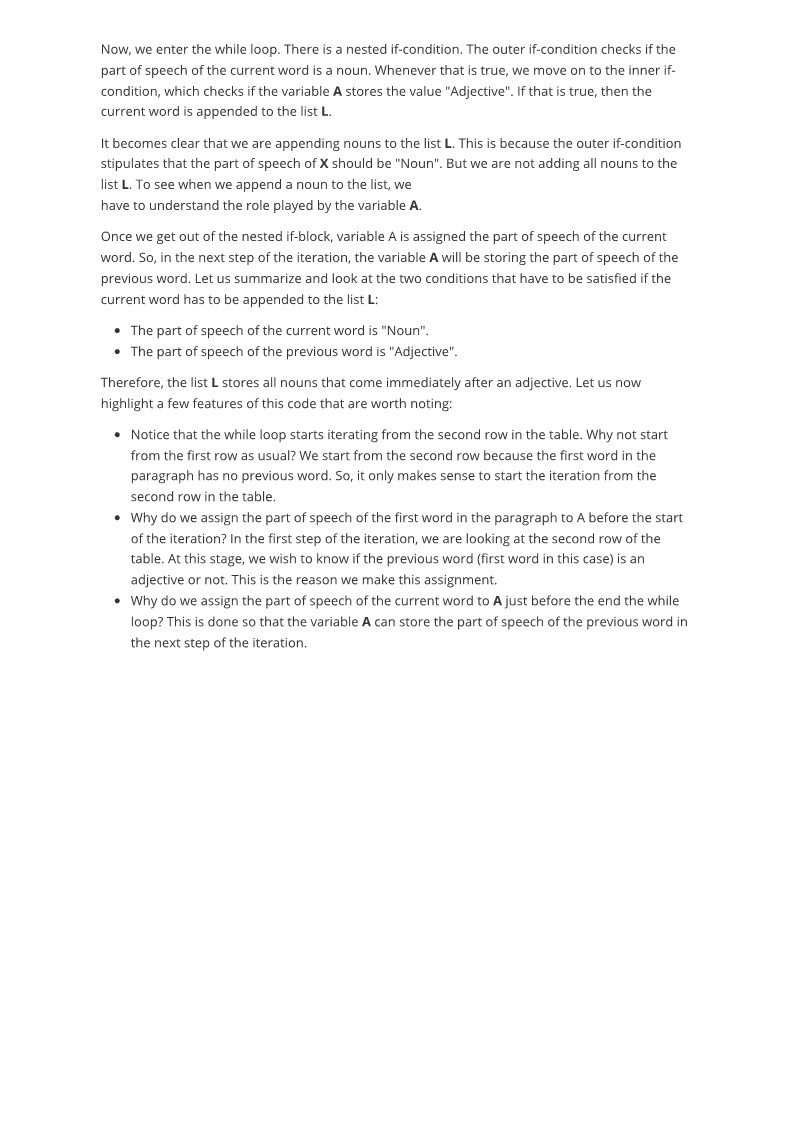 Now, we enter the while loop. There is a nested if-condition. The outer if-condition checks if the
part of speech of the current word is a noun. Whenever that is true, we move on to the inner if-
condition, which checks if the variable A stores the value "Adjective". If that is true, then the
current word is appended to the list L.
It becomes clear that we are appending nouns to the list L. This is because the outer if-condition
stipulates that the part of speech of X should be "Noun". But we are not adding all nouns to the
list L. To see when we append a noun to the list, we
have to understand the role played by the variable A.
Once we get out of the nested if-block, variable A is assigned the part of speech of the current
word. So, in the next step of the iteration, the variable A will be storing the part of speech of the
previous word. Let us summarize and look at the two conditions that have to be satisfied if the
current word has to be appended to the list L:
• The part of speech of the current word is "Noun".
• The part of speech of the previous word is "Adjective".
Therefore, the list L stores all nouns that come immediately after an adjective. Let us now
highlight a few features of this code that are worth noting:
• Notice that the while loop starts iterating from the second row in the table. Why not start
from the first row as usual? We start from the second row because the first word in the
paragraph has no previous word. So, it only makes sense to start the iteration from the
second row in the table.
• Why do we assign the part of speech of the first word in the paragraph to A before the start
of the iteration? In the first step of the iteration, we are looking at the second row of the
table. At this stage, we wish to know if the previous word (first word in this case) is an
adjective or not. This is the reason we make this assignment.
• Why do we assign the part of speech of the current word to A just before the end the while
loop? This is done so that the variable A can store the part of speech of the previous word in
the next step of the iteration.